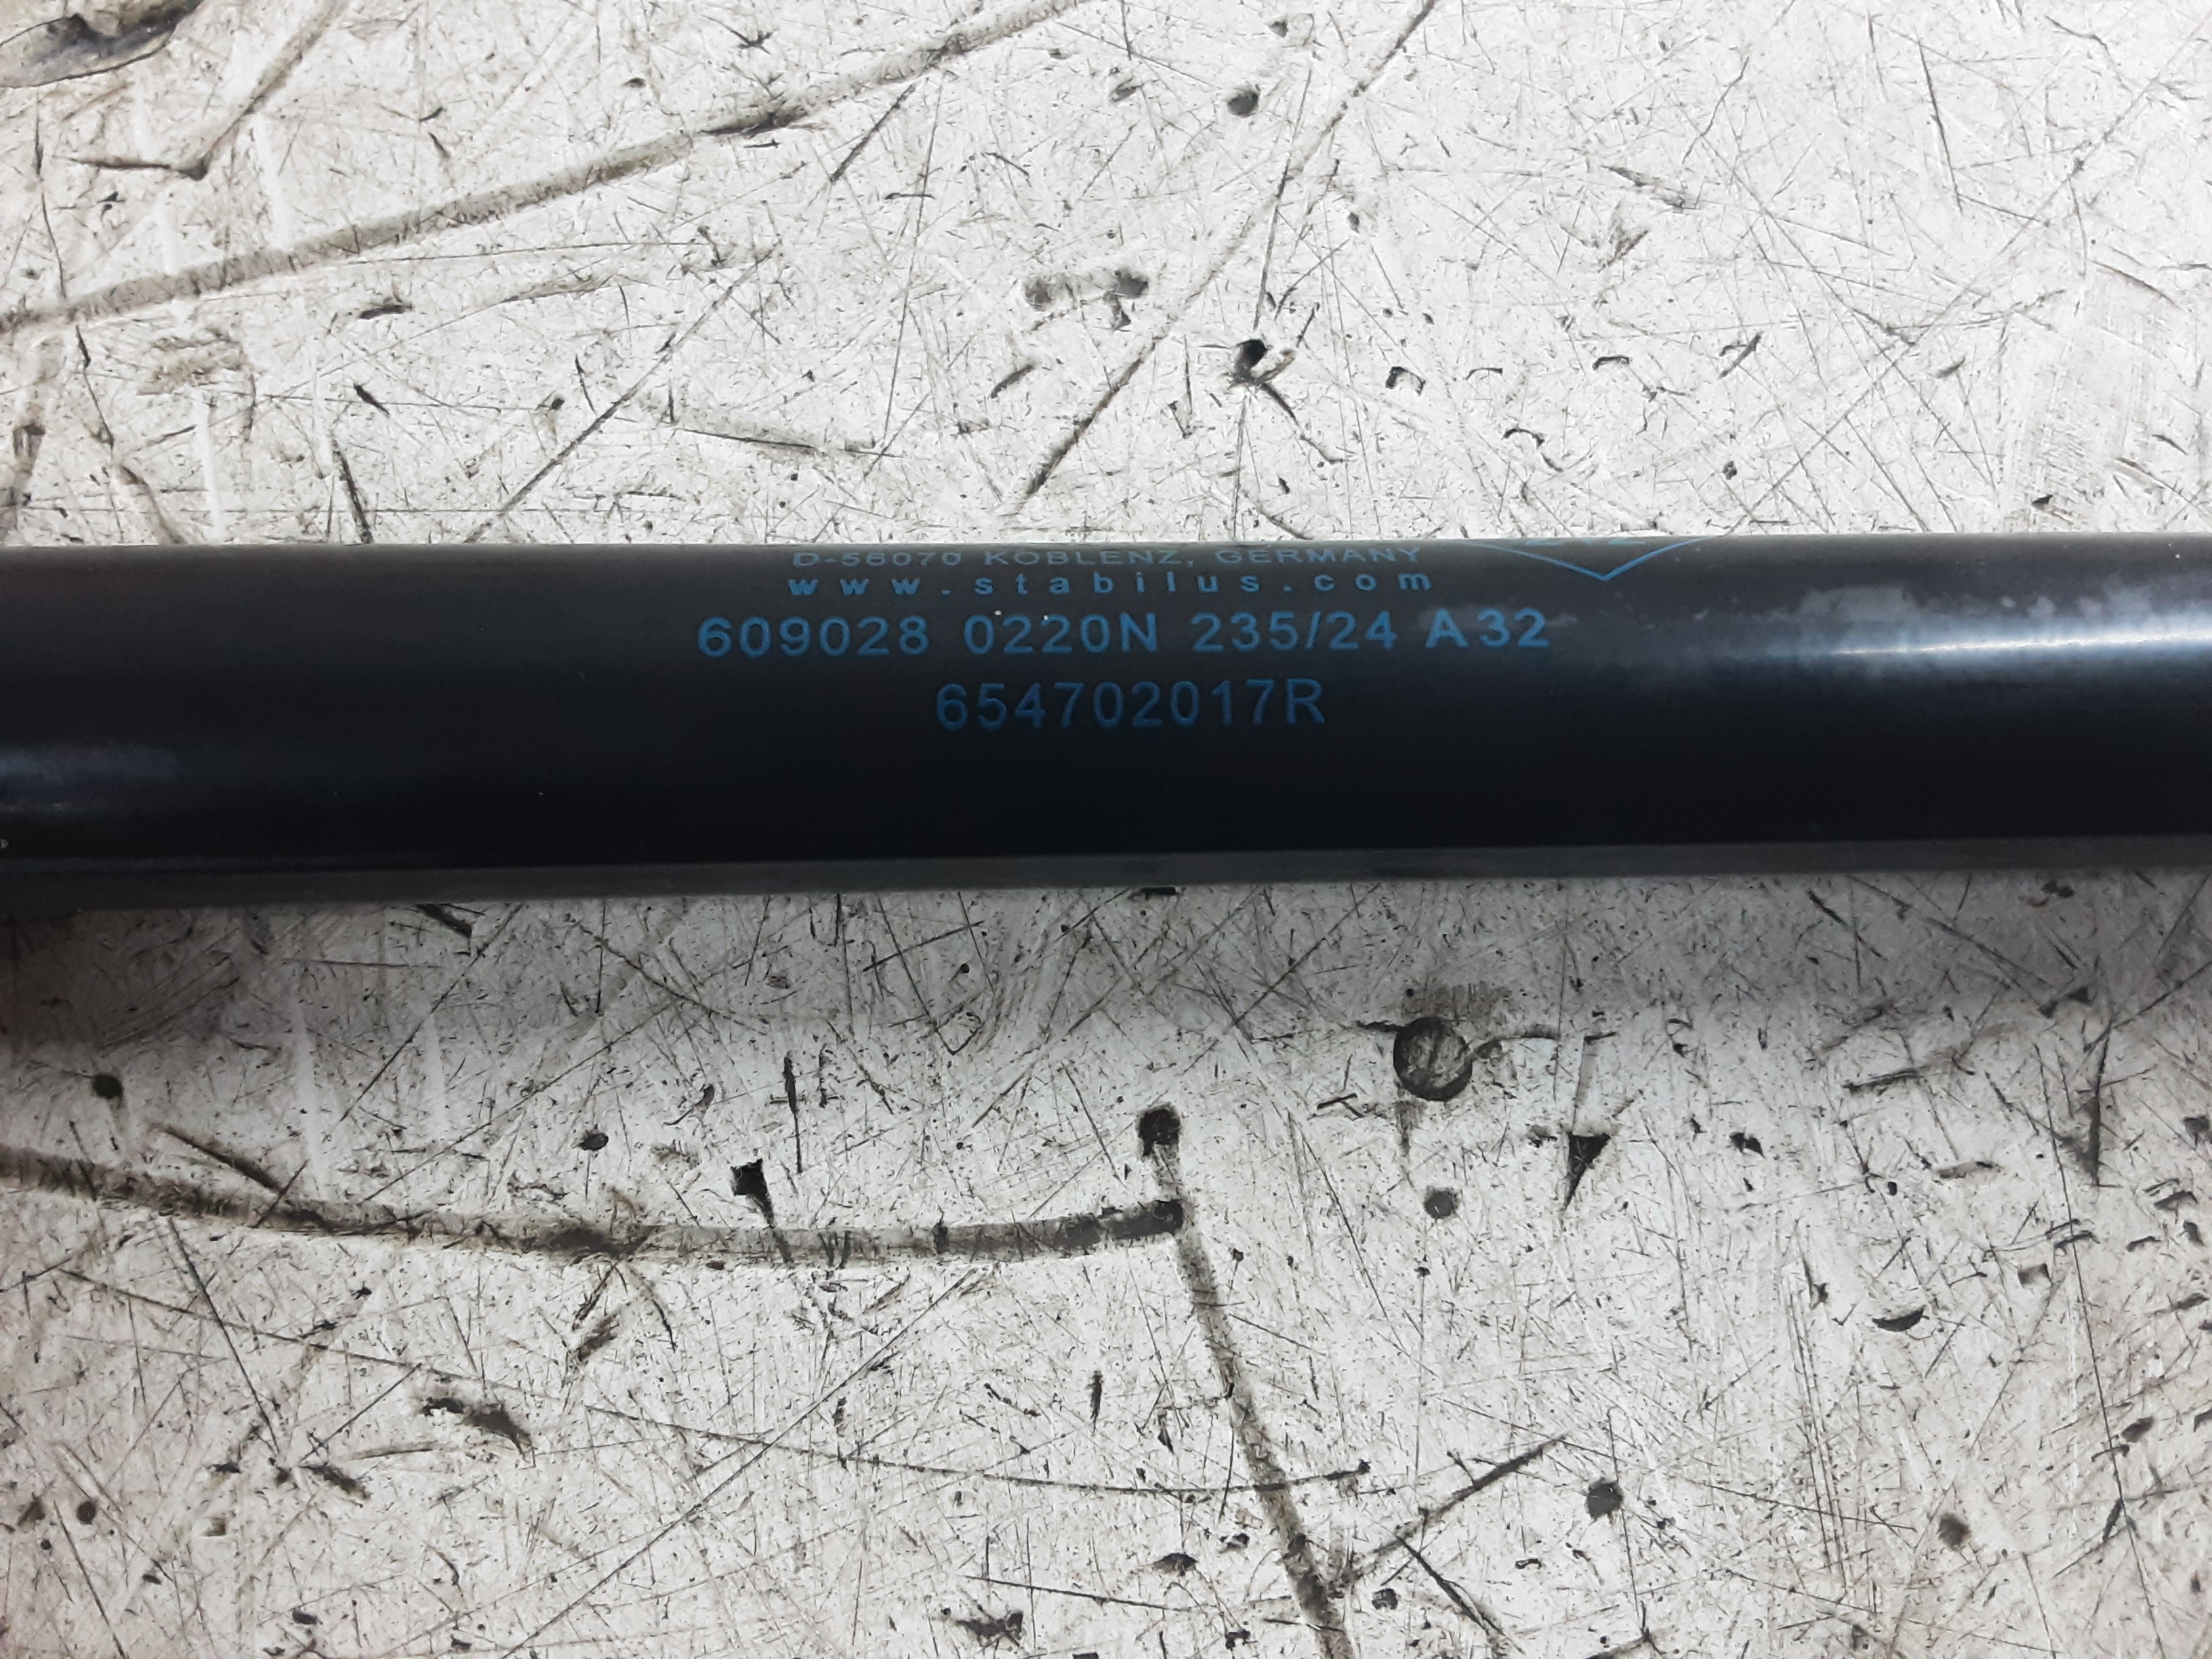 D-56070 KOBLENZ, GERMANY
www.stabilus.com
609028 0220N 235/24 A32
654702017R